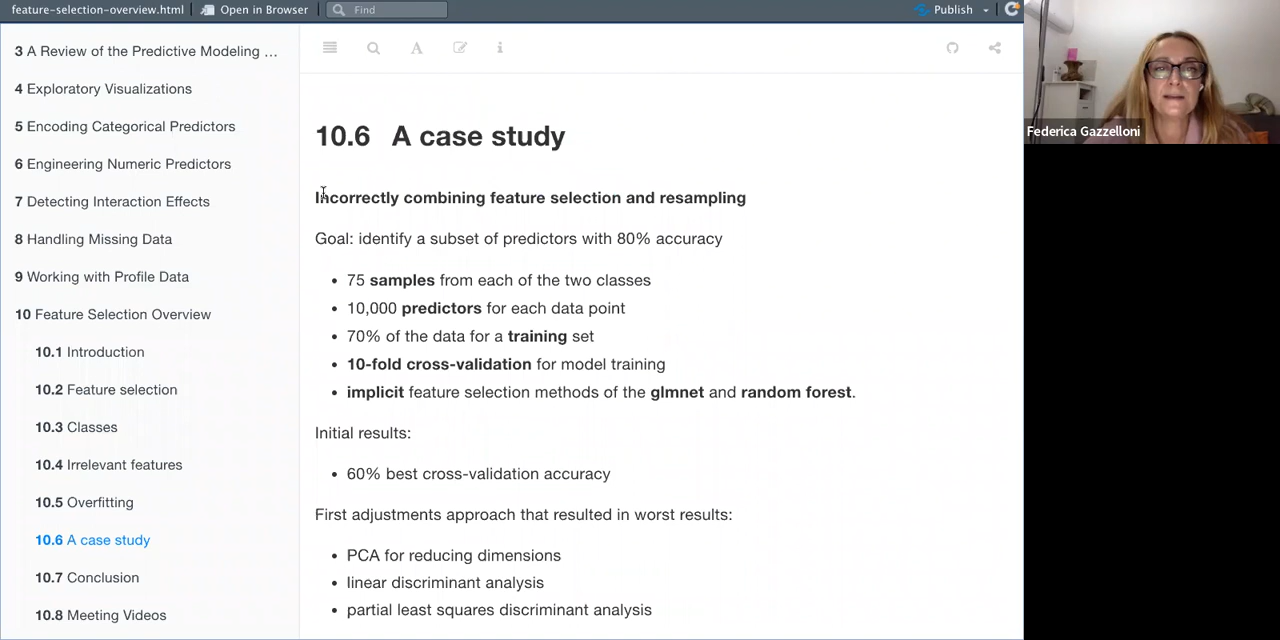 feature-selection-overview.html
Open in Browser
Find
Publish
3 A Review of the Predictive Modeling ...
4 Exploratory Visualizations
5 Encoding Categorical Predictors
6 Engineering Numeric Predictors
7 Detecting Interaction Effects
8 Handling Missing Data
9 Working with Profile Data
10 Feature Selection Overview
10.1 Introduction
10.2 Feature selection
10.3 Classes
10.4 Irrelevant features
10.5 Overfitting
10.6 A case study
10.7 Conclusion
10.8 Meeting Videos
10.6 A case study
Incorrectly combining feature selection and resampling
Goal: identify a subset of predictors with 80% accuracy
• 75 samples from each of the two classes
• 10,000 predictors for each data point
• 70% of the data for a training set
• 10-fold cross-validation for model training
• implicit feature selection methods of the glmnet and random forest.
Initial results:
• 60% best cross-validation accuracy
First adjustments approach that resulted in worst results:
• PCA for reducing dimensions
• linear discriminant analysis
• partial least squares discriminant analysis
Federica Gazzelloni